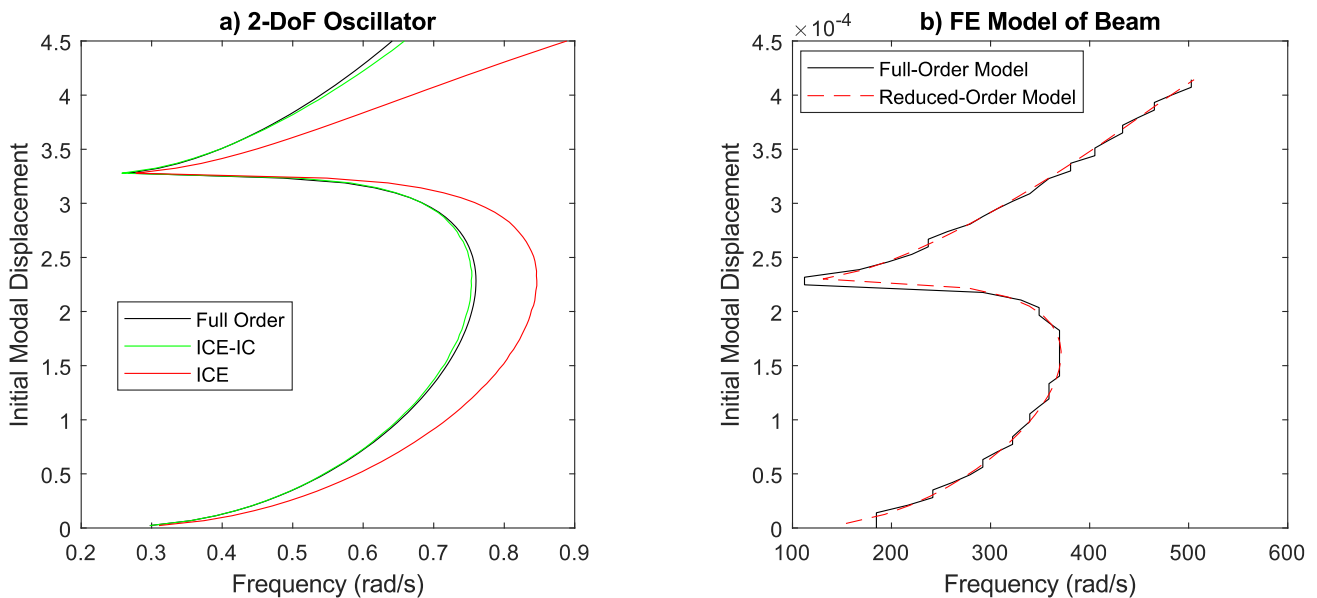 a) 2-DoF Oscillator
Initial Modal Displacement
4.5
4
3.5
3
2.5
2
1.5
1
0.5
0
Full Order
ICE-IC
ICE
0.2 0.3 0.4 0.5 0.6 0.7 0.8 0.9
Frequency (rad/s)
b) FE Model of Beam
×10⁻⁴
Initial Modal Displacement
4.5
4
3.5
3
2.5
2
1.5
1
0.5
0
Full-Order Model
Reduced-Order Model
100 200 300 400 500 600
Frequency (rad/s)